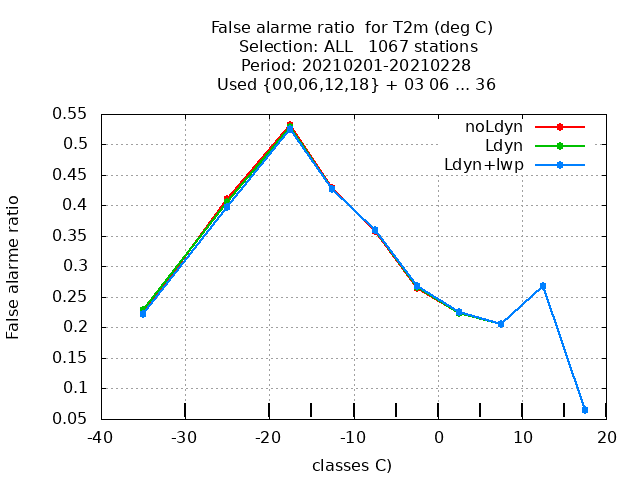 False alarme ratio  for T2m (deg C)
Selection: ALL   1067 stations
Period: 20210201-20210228
Used {00,06,12,18} + 03 06 ... 36
noLdyn
Ldyn
Ldyn+lwp
False alarme ratio
0.55
0.5
0.45
0.4
0.35
0.3
0.25
0.2
0.15
0.1
0.05
-40 -30 -20 -10 0 10 20
classes C)